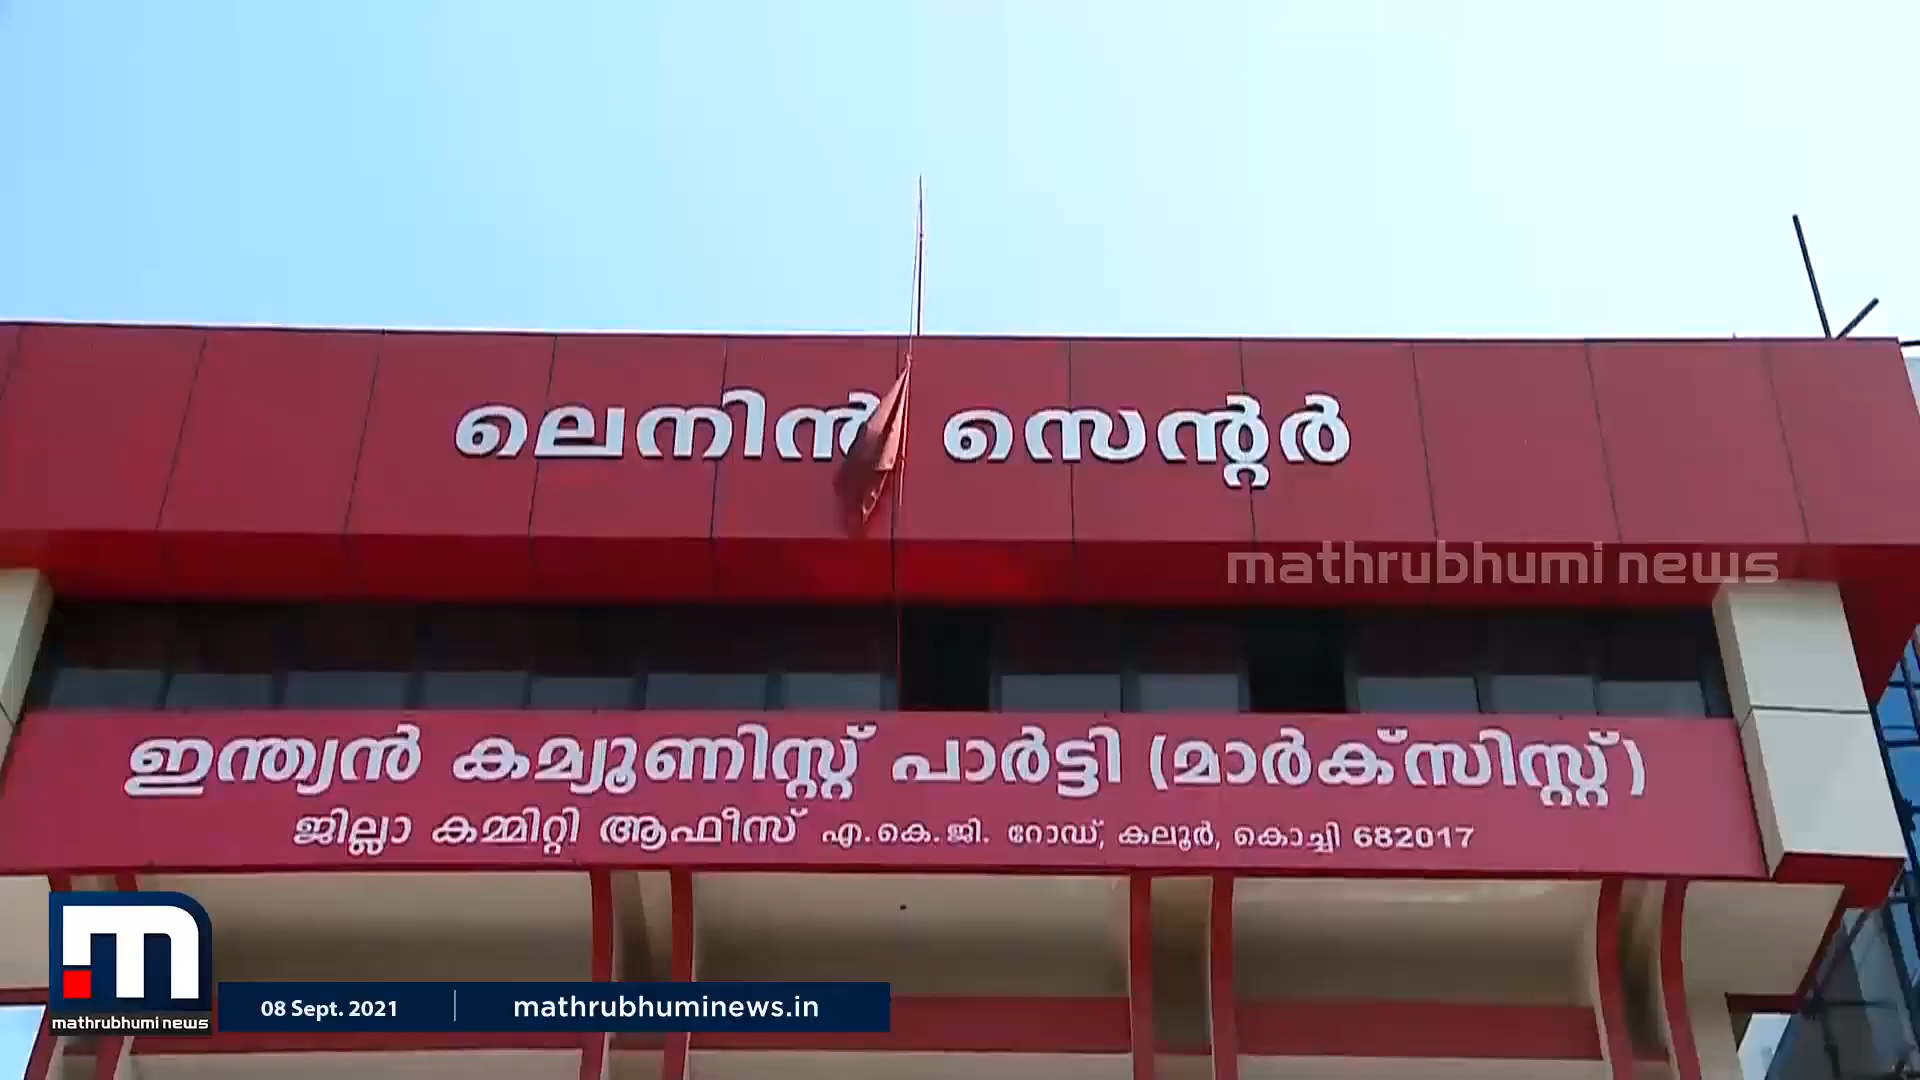 ലെനിൻ സെന്റർ
mathrubhumi news
ഇന്ത്യൻ കമ്യൂണിസ്റ്റ് പാർട്ടി (മാർക്സിസ്റ്റ്)
ജില്ലാ കമ്മിറ്റി ആഫീസ് എ.കെ.ജി. റോഡ്, കലൂർ, കൊച്ചി 682017
mathrubhumi news
08 Sept. 2021
mathrubhuminews.in